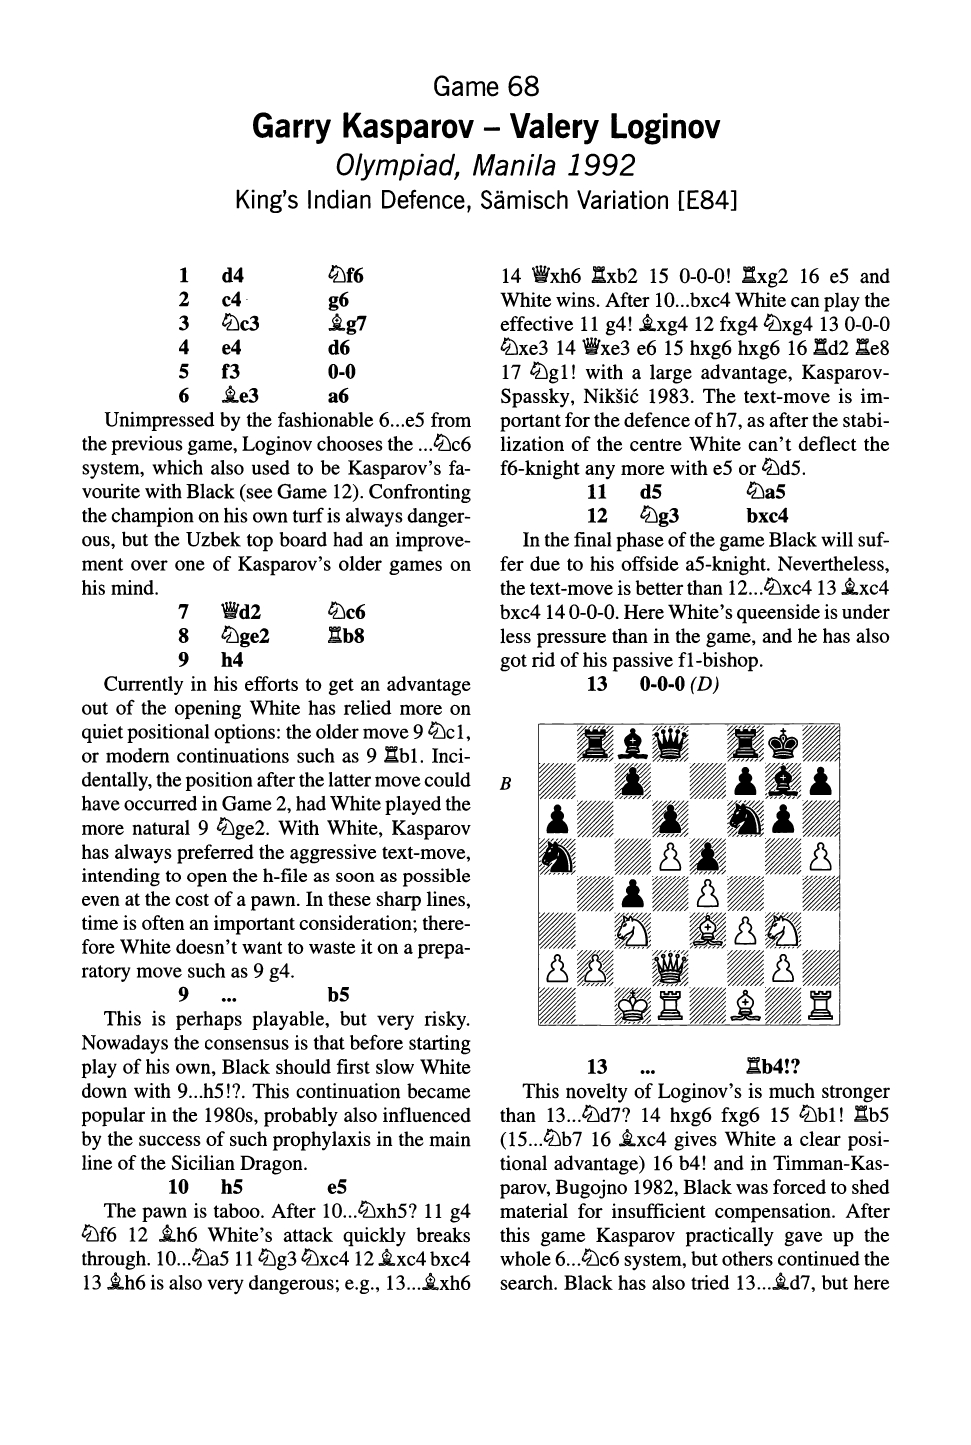 Game 68
Garry Kasparov – Valery Loginov
Olympiad, Manila 1992
King's Indian Defence, Sämisch Variation [E84]
1 d4 ♘f6
2 c4 g6
3 ♘c3 ♗g7
4 e4 d6
5 f3 0-0
6 ♗e3 a6
Unimpressed by the fashionable 6...e5 from
the previous game, Loginov chooses the ...♘c6
system, which also used to be Kasparov's fa-
vourite with Black (see Game 12). Confronting
the champion on his own turf is always danger-
ous, but the Uzbek top board had an improve-
ment over one of Kasparov's older games on
his mind.
7 ♕d2 ♘c6
8 ♘ge2 ♖b8
9 h4
Currently in his efforts to get an advantage
out of the opening White has relied more on
quiet positional options: the older move 9 ♘c1,
or modern continuations such as 9 ♖b1. Inci-
dentally, the position after the latter move could
have occurred in Game 2, had White played the
more natural 9 ♘ge2. With White, Kasparov
has always preferred the aggressive text-move,
intending to open the h-file as soon as possible
even at the cost of a pawn. In these sharp lines,
time is often an important consideration; there-
fore White doesn't want to waste it on a prepa-
ratory move such as 9 g4.
9 ... b5
This is perhaps playable, but very risky.
Nowadays the consensus is that before starting
play of his own, Black should first slow White
down with 9...h5!?. This continuation became
popular in the 1980s, probably also influenced
by the success of such prophylaxis in the main
line of the Sicilian Dragon.
10 h5 e5
The pawn is taboo. After 10...♘xh5? 11 g4
♘f6 12 ♗h6 White's attack quickly breaks
through. 10...♘a5 11 ♘g3 ♘xc4 12 ♗xc4 bxc4
13 ♗h6 is also very dangerous; e.g., 13...♗xh6
14 ♕xh6 ♖xb2 15 0-0-0! ♖xg2 16 e5 and
White wins. After 10...bxc4 White can play the
effective 11 g4! ♗xg4 12 fxg4 ♘xg4 13 0-0-0
♘xe3 14 ♕xe3 e6 15 hxg6 hxg6 16 ♖d2 ♖e8
17 ♘g1! with a large advantage, Kasparov-
Spassky, Nikšić 1983. The text-move is im-
portant for the defence of h7, as after the stabi-
lization of the centre White can't deflect the
f6-knight any more with e5 or ♘d5.
11 d5 ♘a5
12 ♘g3 bxc4
In the final phase of the game Black will suf-
fer due to his offside a5-knight. Nevertheless,
the text-move is better than 12...♘xc4 13 ♗xc4
bxc4 14 0-0-0. Here White's queenside is under
less pressure than in the game, and he has also
got rid of his passive f1-bishop.
13 0-0-0 (D)
B
13 ... ♖b4!?
This novelty of Loginov's is much stronger
than 13...♘d7? 14 hxg6 fxg6 15 ♘b1! ♖b5
(15...♘b7 16 ♗xc4 gives White a clear posi-
tional advantage) 16 b4! and in Timman-Kas-
parov, Bugojno 1982, Black was forced to shed
material for insufficient compensation. After
this game Kasparov practically gave up the
whole 6...♘c6 system, but others continued the
search. Black has also tried 13...♗d7, but here